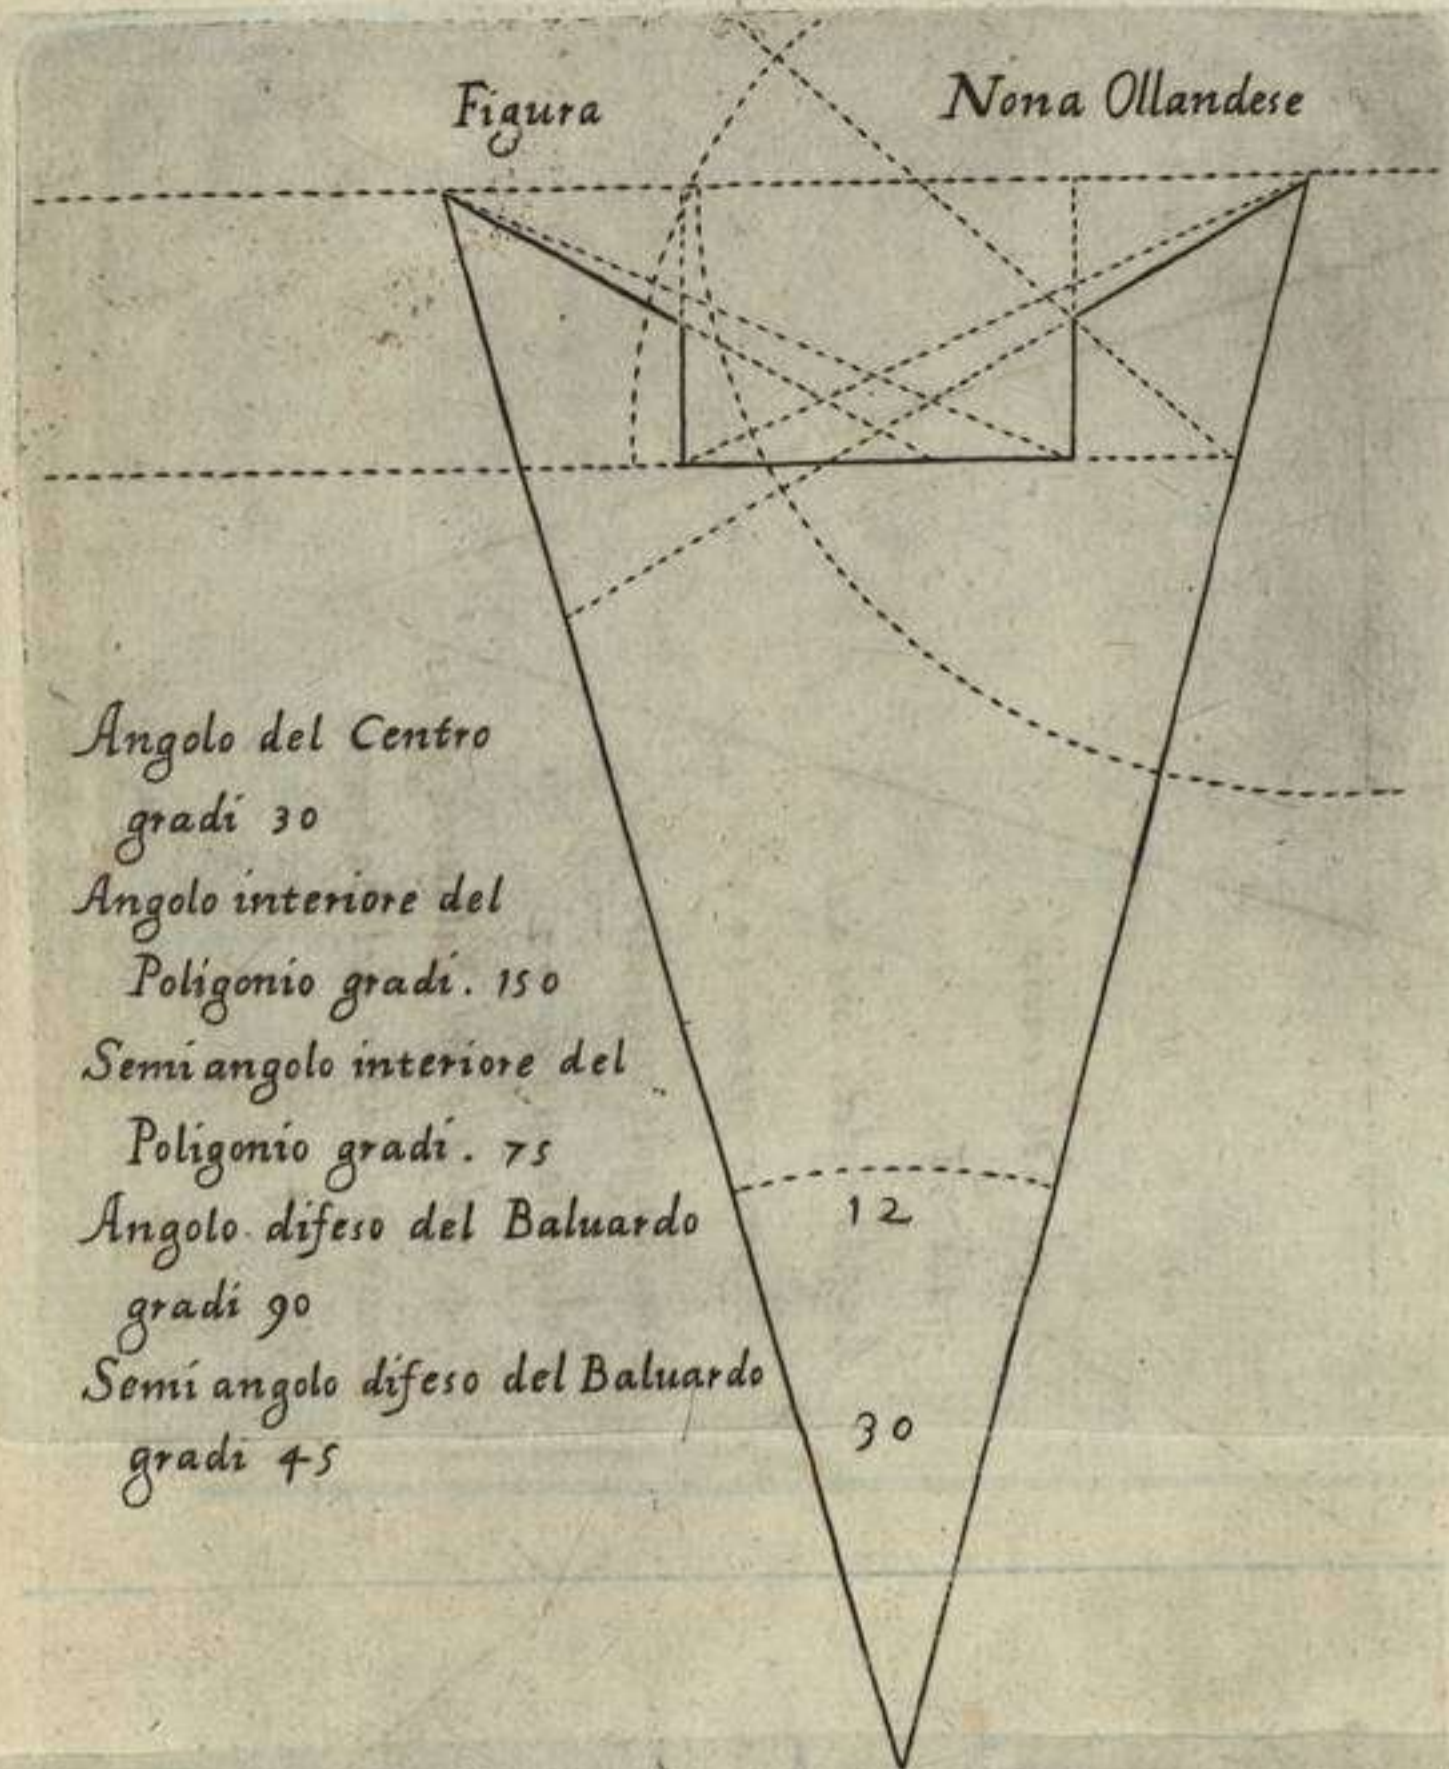 Figura Nona Ollandese
Angolo del Centro
gradi 30
Angolo interiore del
Poligonio gradi. 150
Semi angolo interiore del
Poligonio gradi. 75
Angolo difeso del Baluardo
gradi 90
Semi angolo difeso del Baluardo
gradi 45
12
30